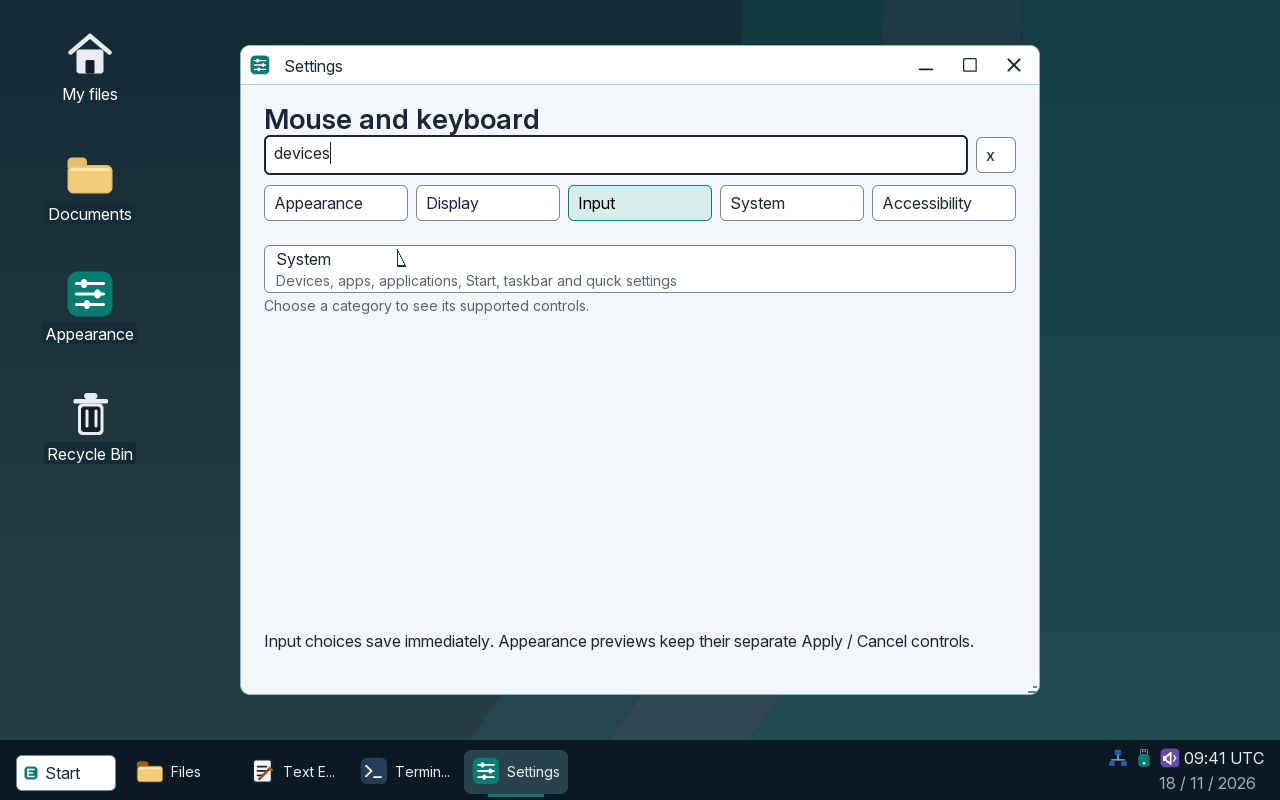 My files
Documents
Appearance
Recycle Bin
Settings
Mouse and keyboard
devices
x
Appearance
Display
Input
System
Accessibility
System
Devices, apps, applications, Start, taskbar and quick settings
Choose a category to see its supported controls.
Input choices save immediately. Appearance previews keep their separate Apply / Cancel controls.
Start
Files
Text E...
Termin...
Settings
09:41 UTC
18 / 11 / 2026